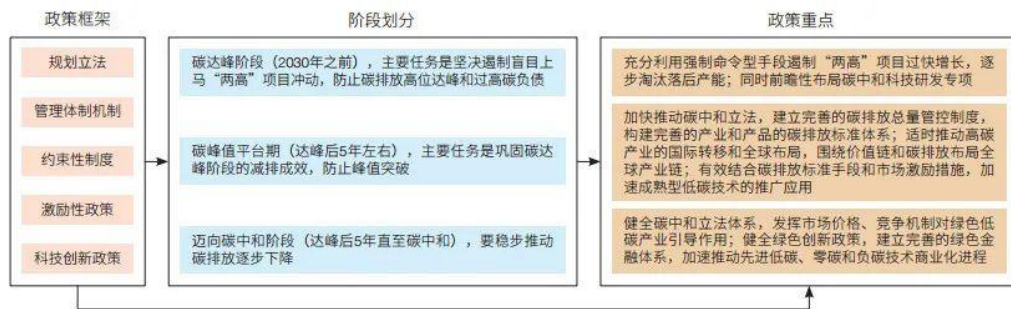 政策框架
规划立法
管理体制机制
约束性制度
激励性政策
科技创新政策
阶段划分
碳达峰阶段（2030年之前），主要任务是坚决遏制盲目上
马“两高”项目冲动，防止碳排放高位达峰和过高碳负债
碳峰值平台期（达峰后5年左右），主要任务是巩固碳达
峰阶段的减排成效，防止峰值突破
迈向碳中和阶段（达峰后5年直至碳中和），要稳步推动
碳排放逐步下降
政策重点
充分利用强制命令型手段遏制“两高”项目过快增长，逐
步淘汰落后产能；同时前瞻性布局碳中和科技研发专项
加快推动碳中和立法，建立完善的碳排放总量管控制度，
构建完善的产业和产品的碳排放标准体系；适时推动高碳
产业的国际转移和全球布局，围绕价值链和碳排放布局全
球产业链；有效结合碳排放标准手段和市场激励措施，加
速成熟型低碳技术的推广应用
健全碳中和立法体系，发挥市场价格、竞争机制对绿色低
碳产业引导作用；健全绿色创新政策，建立完善的绿色金
融体系，加速推动先进低碳、零碳和负碳技术商业化进程